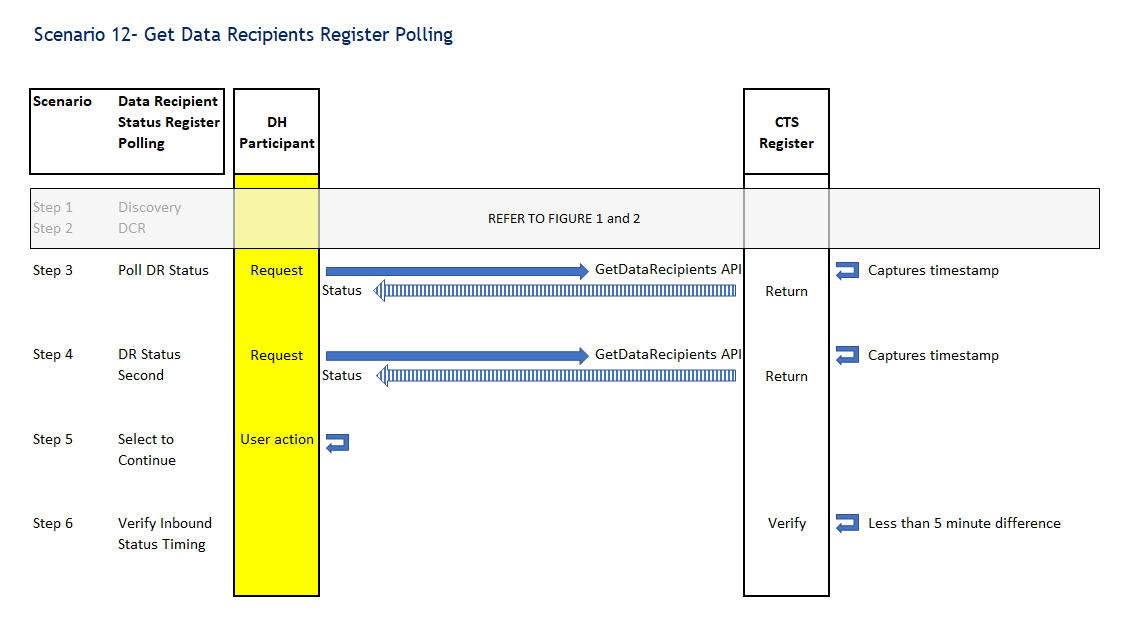 Scenario 12- Get Data Recipients Register Polling
Scenario Data Recipient
Status Register
Polling
DH
Participant
CTS
Register
Step 1 Discovery
Step 2 DCR
REFER TO FIGURE 1 and 2
Step 3 Poll DR Status Request GetDataRecipients API Captures timestamp
Status Return
Step 4 DR Status Request GetDataRecipients API Captures timestamp
Second Status Return
Step 5 Select to User action
Continue
Step 6 Verify Inbound Verify Less than 5 minute difference
Status Timing